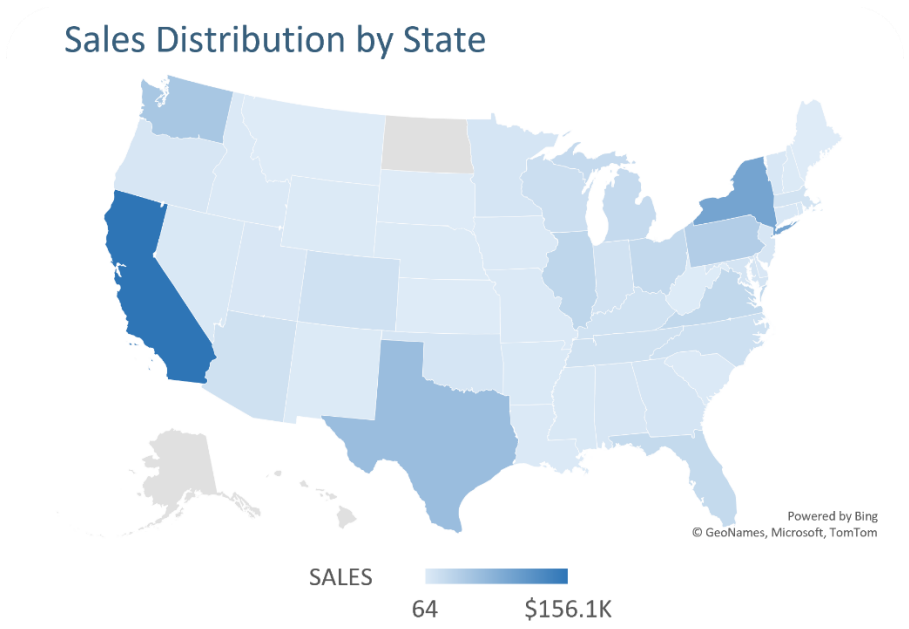 Sales Distribution by State
Powered by Bing
© GeoNames, Microsoft, TomTom
SALES
64 $156.1K